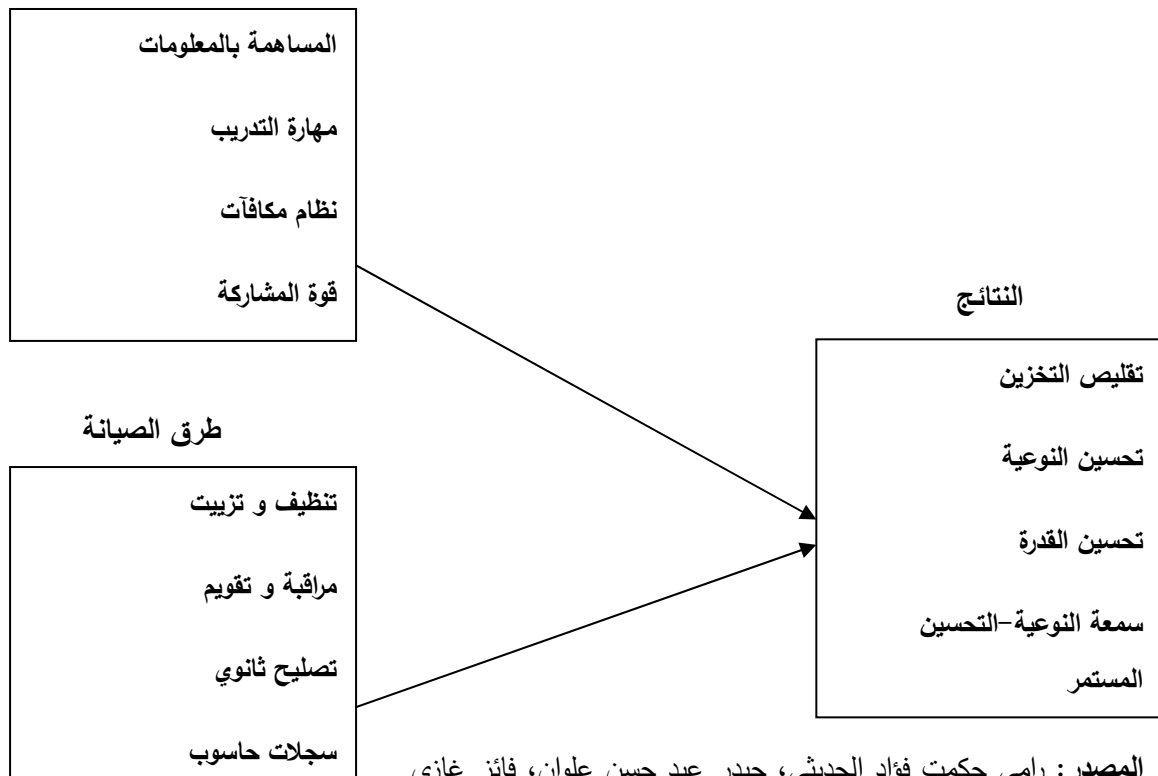 المساهمة بالمعلومات
مهارة التدريب
نظام مكافآت
قوة المشاركة
النتائج
تقليص التخزين
تحسين النوعية
تحسين القدرة
سمعة النوعية-التحسين
المستمر
طرق الصيانة
تنظيف و تزييت
مراقبة و تقويم
تصليح ثانوي
سجلات حاسوب
المصدر: رامي حكمت فؤاد الحديثي، حيدر عبد حسن علوان، فائز غازي